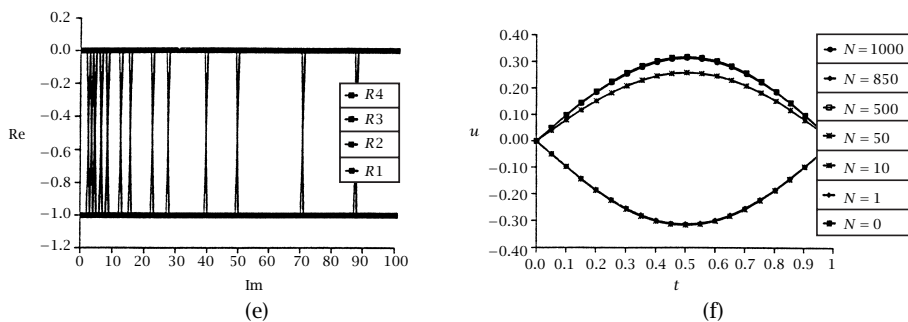 0.2
0.0
−0.2
−0.4
−0.6
−0.8
−1.0
−1.2
Re
0 10 20 30 40 50 60 70 80 90 100
Im
R4
R3
R2
R1
(e)
0.40
0.30
0.20
0.10
0.00
−0.10
−0.20
−0.30
−0.40
u
0.0 0.1 0.2 0.3 0.4 0.5 0.6 0.7 0.8 0.9 1
t
N = 1000
N = 850
N = 500
N = 50
N = 10
N = 1
N = 0
(f)